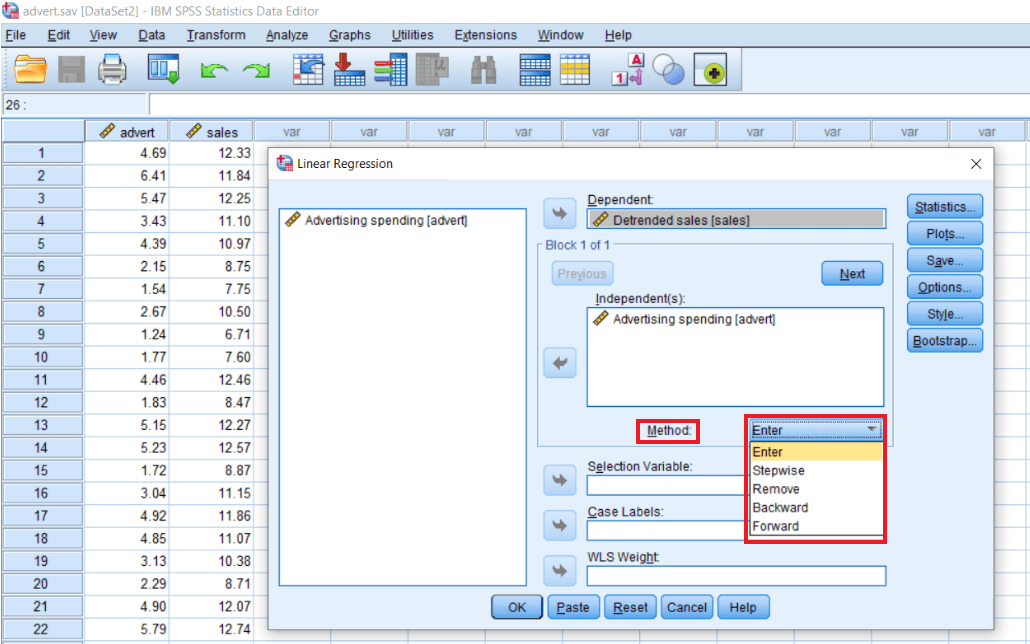 advert.sav [DataSet2] - IBM SPSS Statistics Data Editor
File Edit View Data Transform Analyze Graphs Utilities Extensions Window Help
1 A
26 :
advert sales var var var var var var var var var var
1 4.69 12.33
2 6.41 11.84
3 5.47 12.25
4 3.43 11.10
5 4.39 10.97
6 2.15 8.75
7 1.54 7.75
8 2.67 10.50
9 1.24 6.71
10 1.77 7.60
11 4.46 12.46
12 1.83 8.47
13 5.15 12.27
14 5.23 12.57
15 1.72 8.87
16 3.04 11.15
17 4.92 11.86
18 4.85 11.07
19 3.13 10.38
20 2.29 8.71
21 4.90 12.07
22 5.79 12.74
Linear Regression
Advertising spending [advert]
Dependent:
Detrended sales [sales]
Block 1 of 1
Previous Next
Independent(s):
Advertising spending [advert]
Method: Enter
Enter
Stepwise
Remove
Backward
Forward
Selection Variable:
Case Labels:
WLS Weight:
Statistics...
Plots...
Save...
Options...
Style...
Bootstrap...
OK Paste Reset Cancel Help